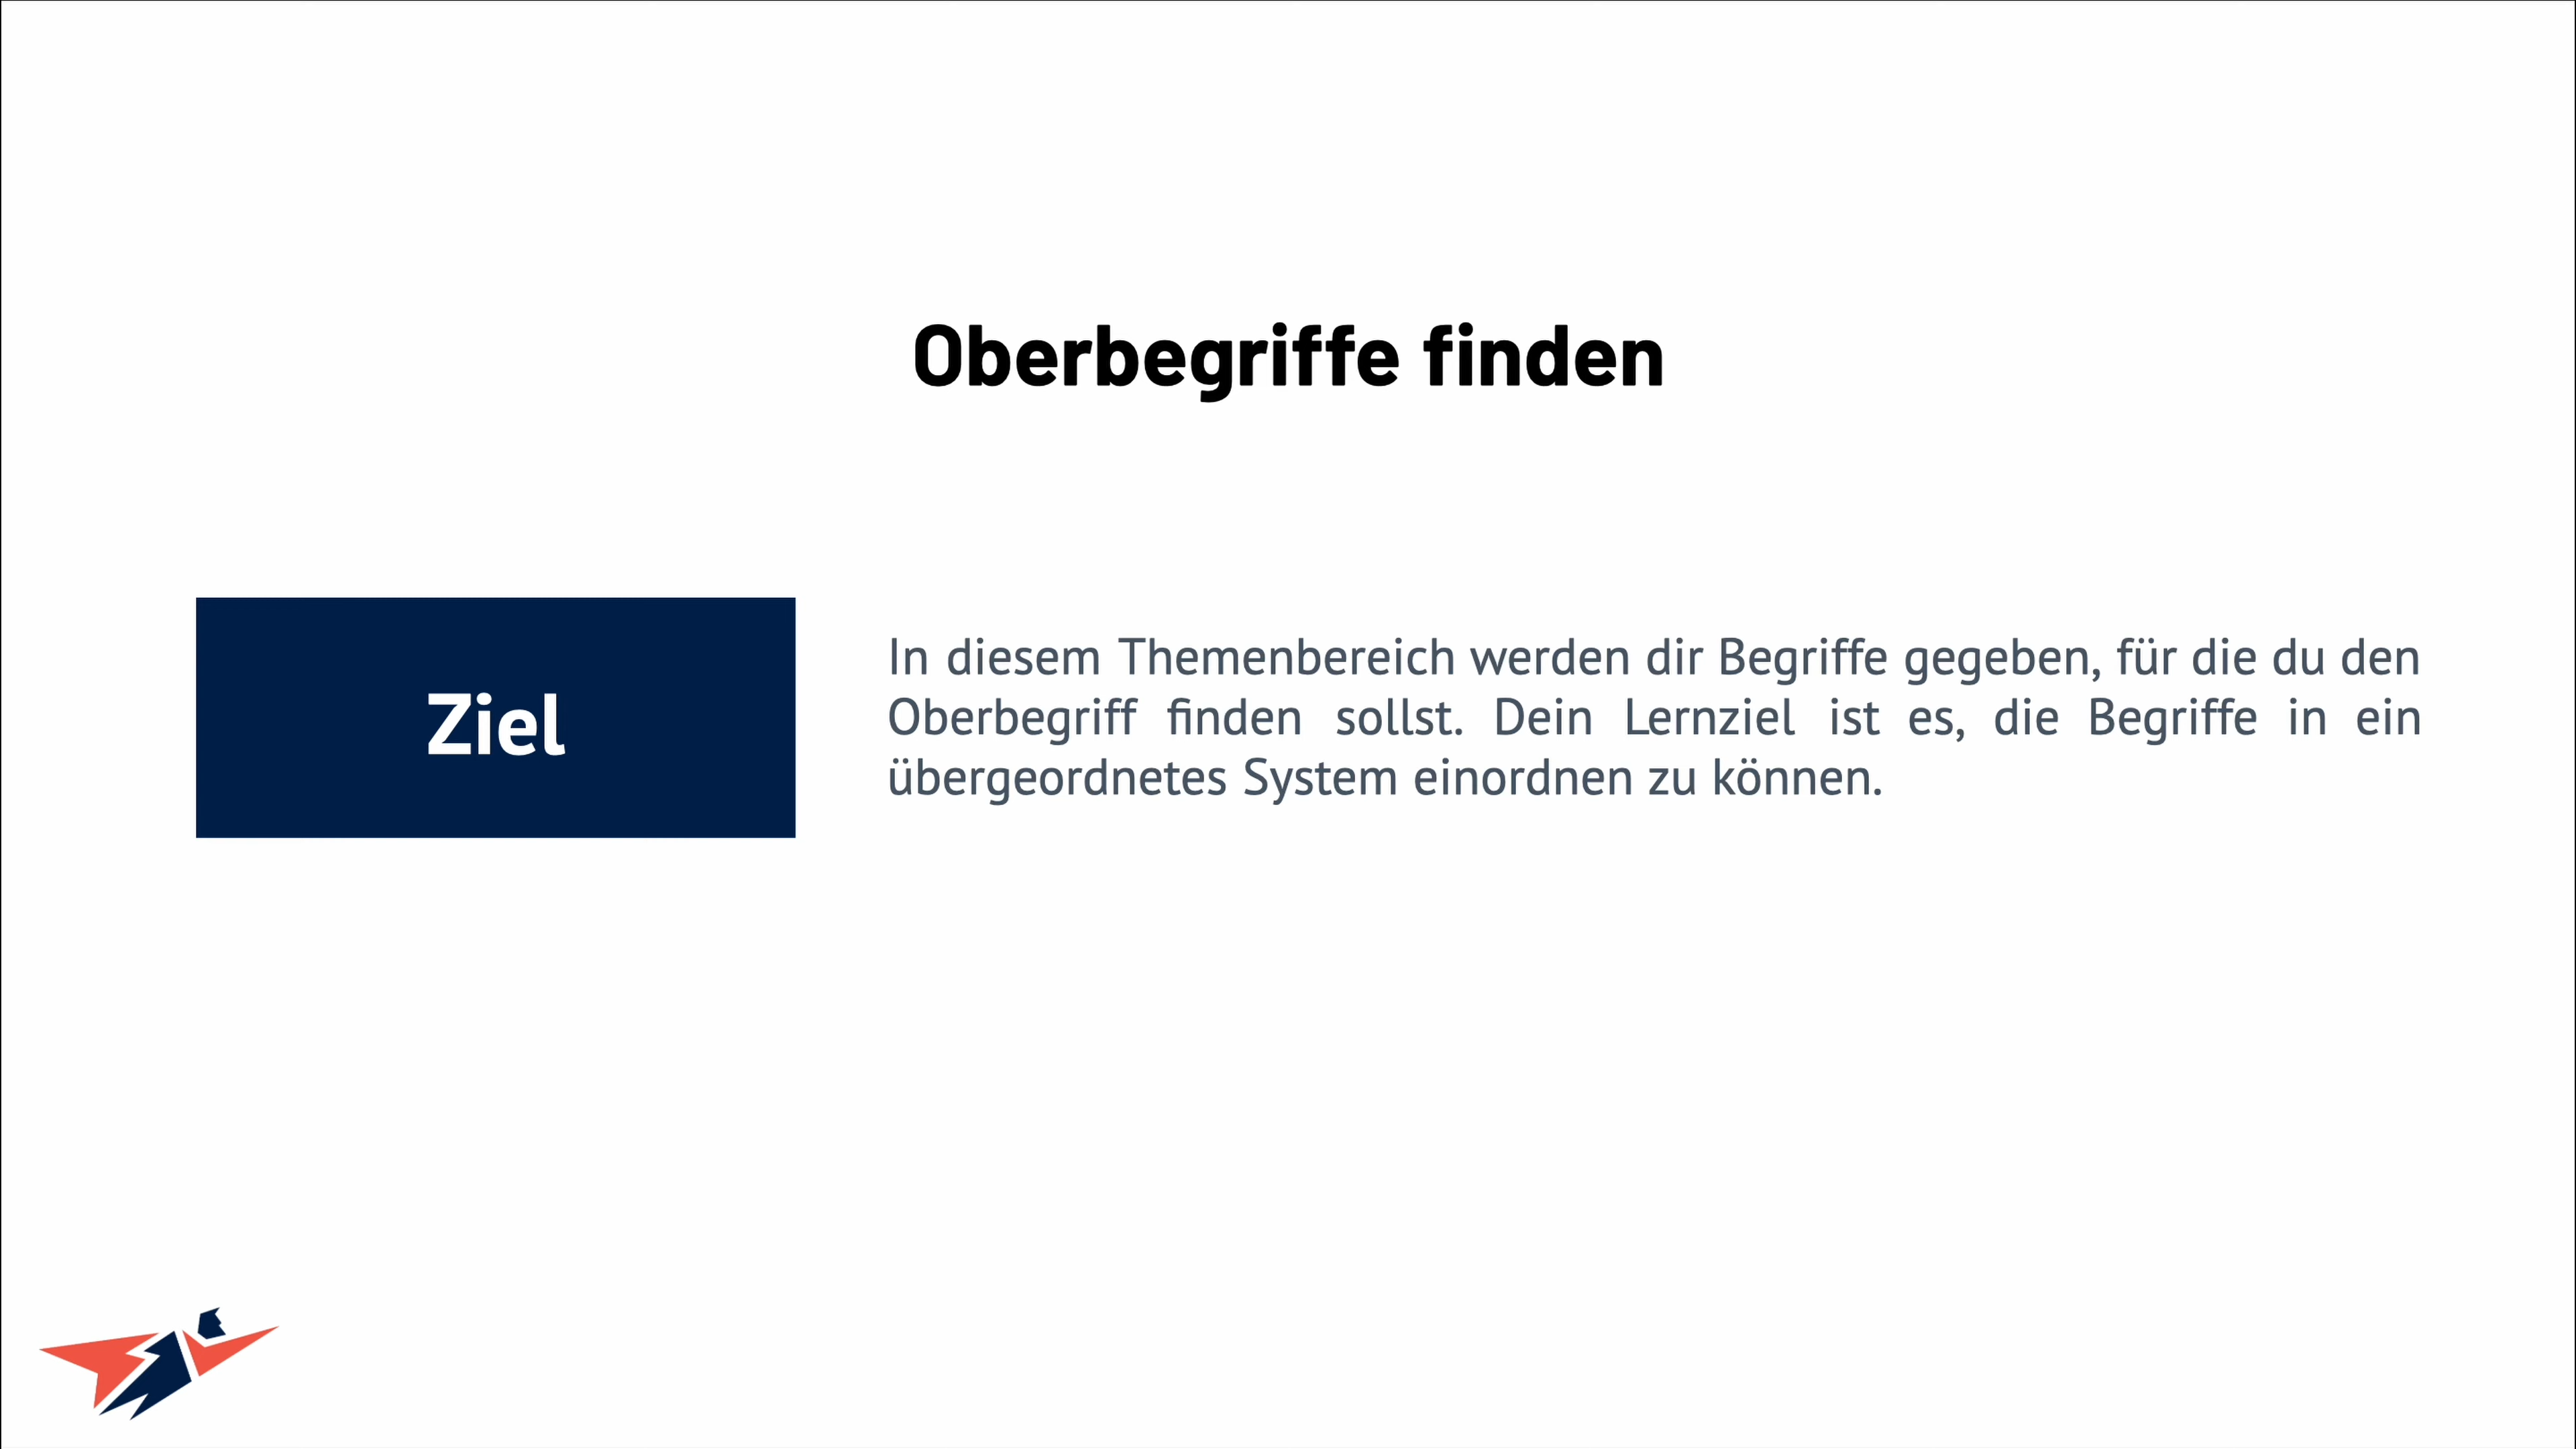 Oberbegriffe finden
Ziel
In diesem Themenbereich werden dir Begriffe gegeben, für die du den
Oberbegriff finden sollst. Dein Lernziel ist es, die Begriffe in ein
übergeordnetes System einordnen zu können.